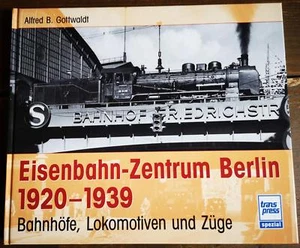 Alfred B. Gottwaldt
S BAHNHOF FRIEDRICHSTR
Eisenbahn-Zentrum Berlin
1920–1939
Bahnhöfe, Lokomotiven und Züge
trans
press
spezial